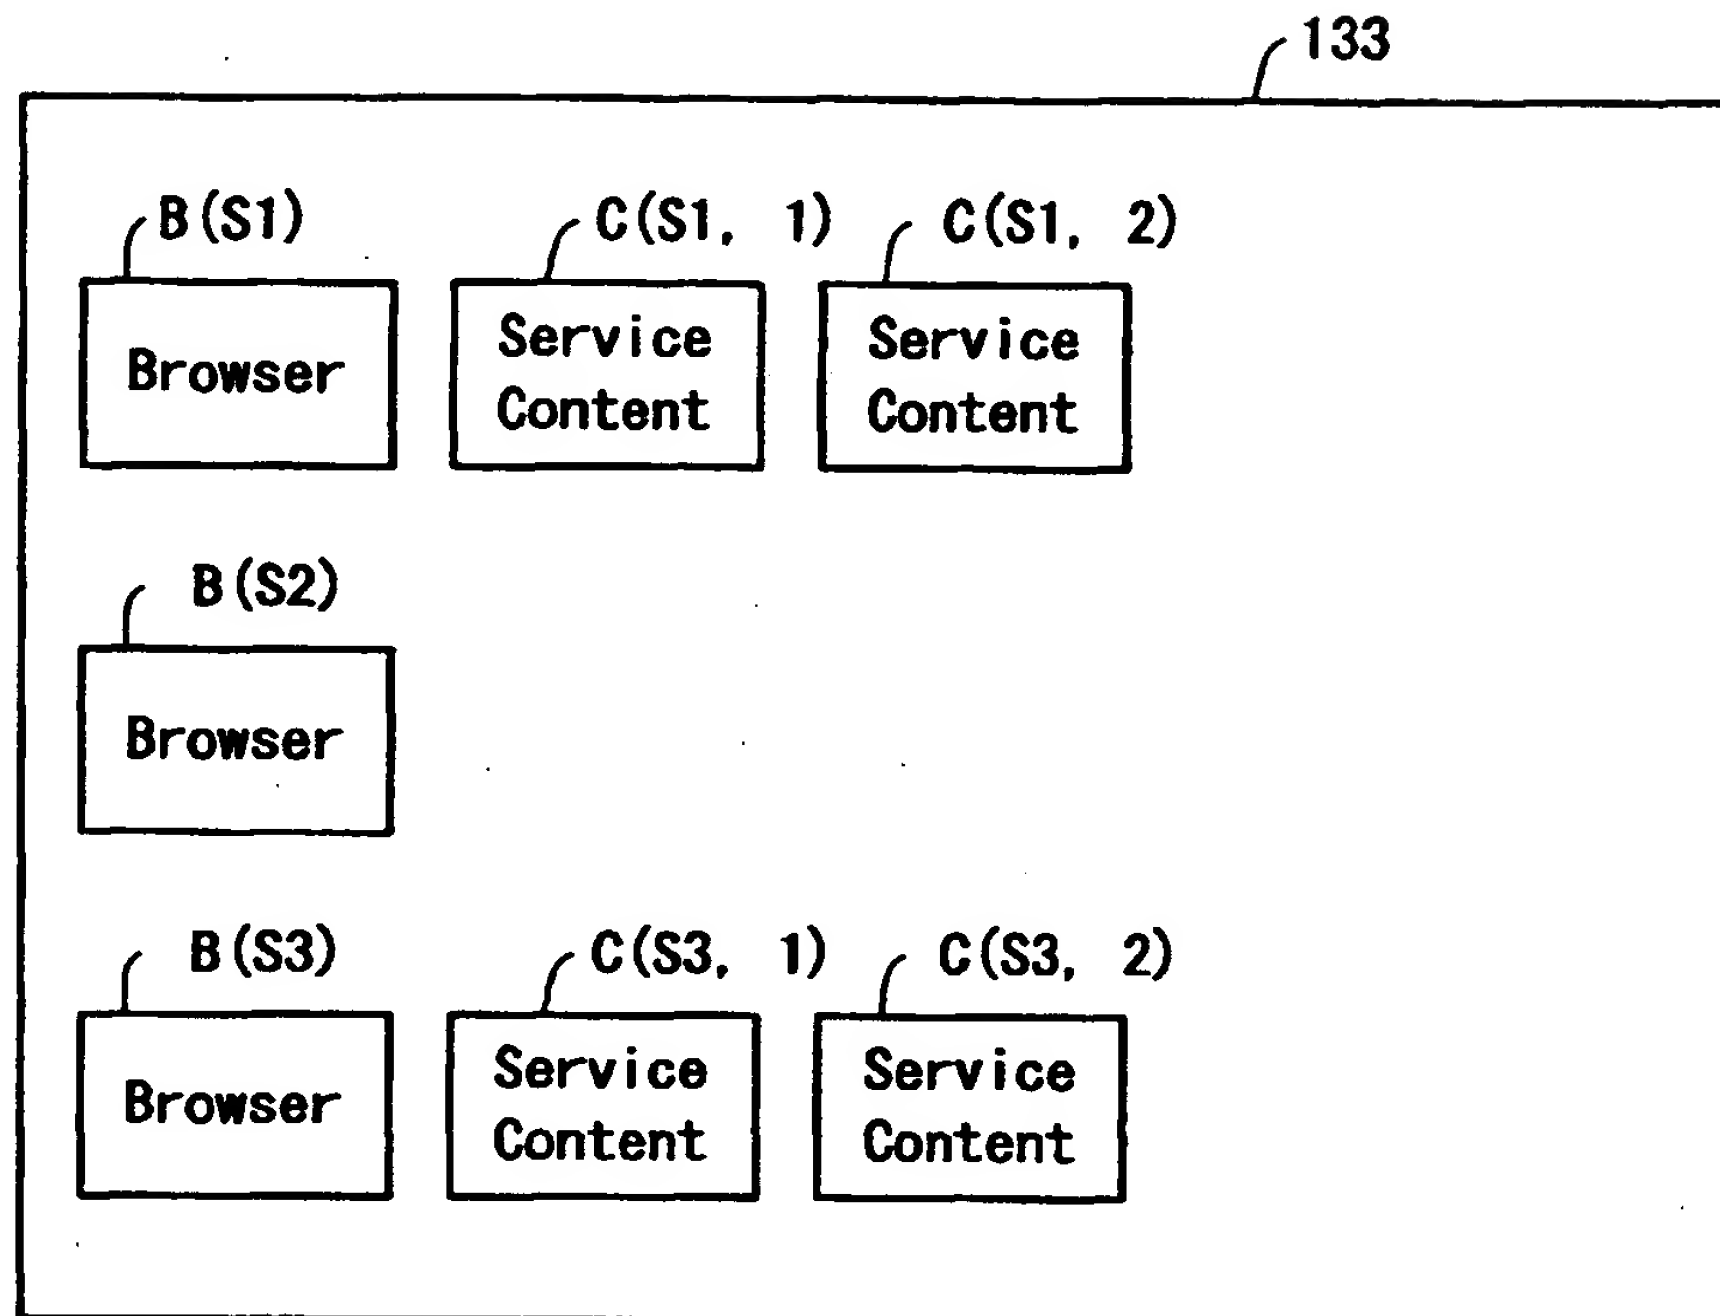 133
B(S1) C(S1, 1) C(S1, 2)
Browser
Service
Content
Service
Content
B(S2)
Browser
B(S3) C(S3, 1) C(S3, 2)
Browser
Service
Content
Service
Content